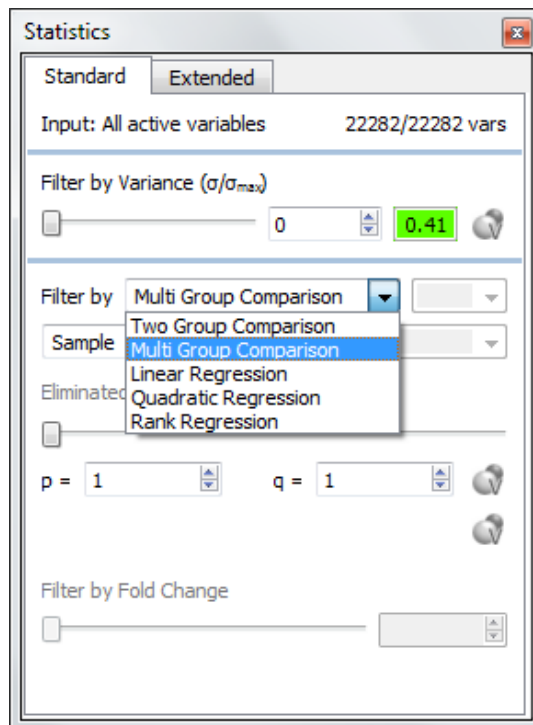 Statistics
Standard Extended
Input: All active variables 22282/22282 vars
Filter by Variance (σ/σmax)
0 0.41
Filter by Multi Group Comparison
Two Group Comparison
Sample
Multi Group Comparison
Linear Regression
Eliminated
Quadratic Regression
Rank Regression
p = 1 q = 1
Filter by Fold Change